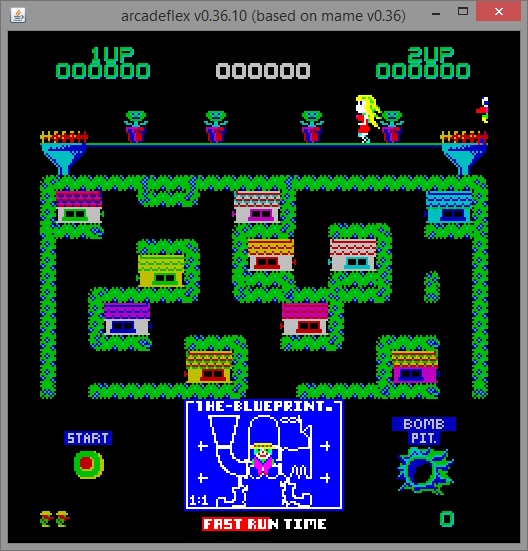 arcadeflex v0.36.10 (based on mame v0.36)
1UP 2UP
000000 000000 000000
THE-BLUEPRINT.
START
BOMB
PIT.
1:1
FAST RUN TIME
0